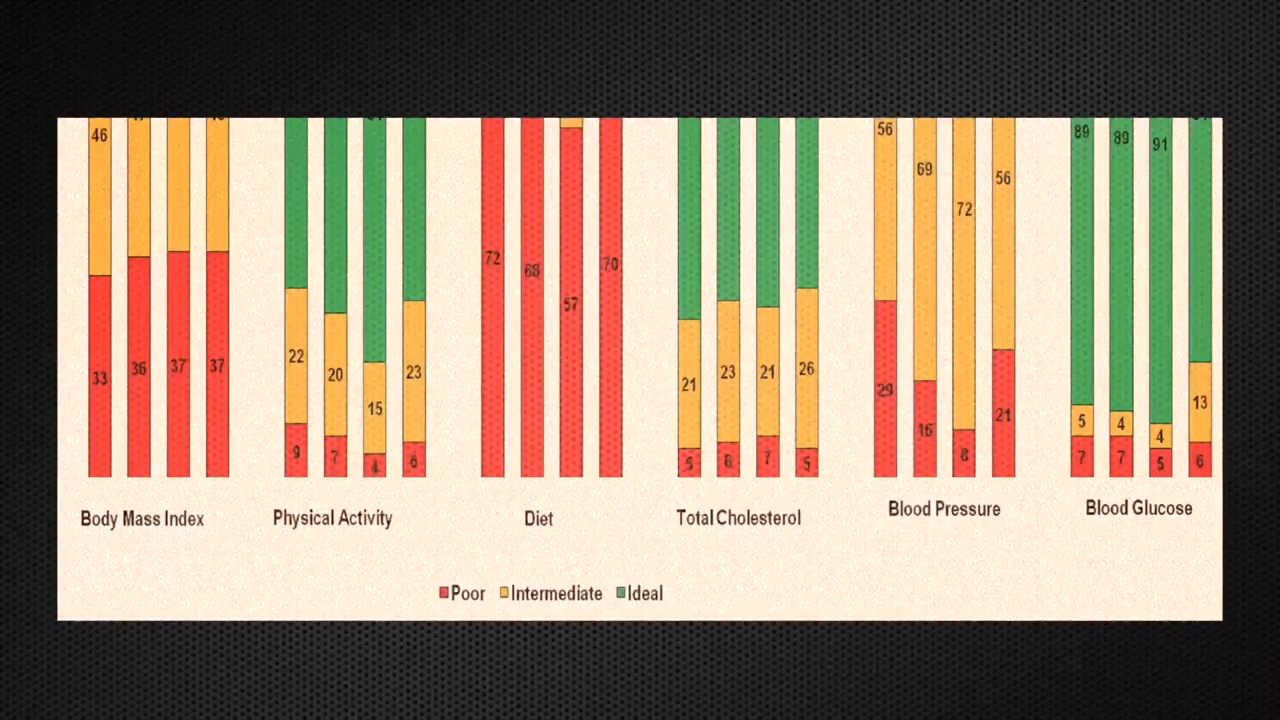 46
56
89 89 91
69
56
72
72 68 70
57
22 20 15 23
21 23 21 26
33 36 37 37
29 16 8 21
5 4 4 13
9 7 4 6
5 6 7 5
7 7 5 6
Body Mass Index Physical Activity Diet Total Cholesterol Blood Pressure Blood Glucose
Poor Intermediate Ideal